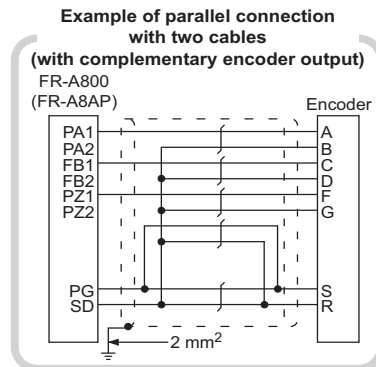 Example of parallel connection
with two cables
(with complementary encoder output)
FR-A800
(FR-A8AP)
Encoder
PA1
PA2
FB1
FB2
PZ1
PZ2
PG
SD
A
B
C
D
F
G
S
R
2 mm²